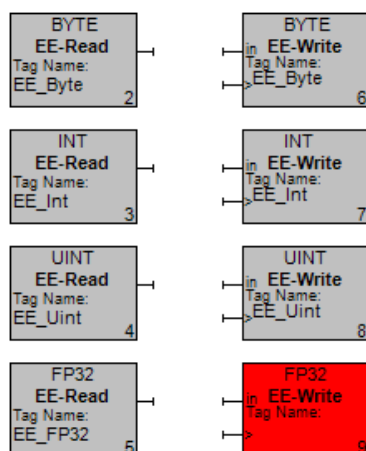 BYTE
EE-Read
Tag Name:
EE_Byte
2
BYTE
in EE-Write
Tag Name:
>EE_Byte
6
INT
EE-Read
Tag Name:
EE_Int
3
INT
in EE-Write
Tag Name:
>EE_Int
7
UINT
EE-Read
Tag Name:
EE_Uint
4
UINT
in EE-Write
Tag Name:
>EE_Uint
8
FP32
EE-Read
Tag Name:
EE_FP32
5
FP32
in EE-Write
Tag Name:
>
9